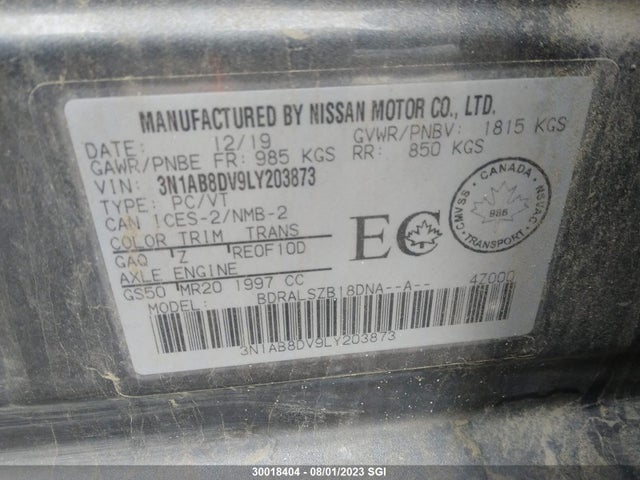 MANUFACTURED BY NISSAN MOTOR CO., LTD.
DATE: 12/19 GVWR/PNBV: 1815 KGS
GAWR/PNBE FR: 985 KGS RR: 850 KGS
VIN: 3N1AB8DV9LY203873
TYPE: PC/VT
CAN ICES-2/NMB-2
COLOR TRIM TRANS
GAQ Z RE0F10D
AXLE ENGINE
GS50 MR20 1997 CC
MODEL: BDRALSZB18DNA--A-- 47000
3N1AB8DV9LY203873
EC
CANADA
CMVSS NSVAC
986
TRANSPORT
30018404 - 08/01/2023 SGI